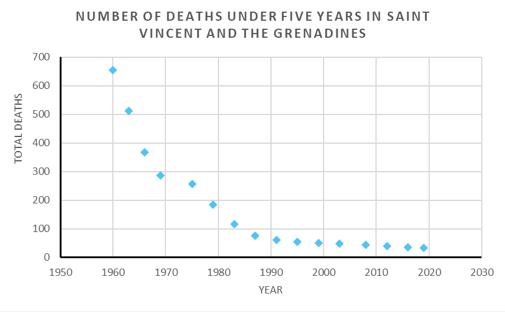 NUMBER OF DEATHS UNDER FIVE YEARS IN SAINT
VINCENT AND THE GRENADINES
TOTAL DEATHS
700
600
500
400
300
200
100
0
1950 1960 1970 1980 1990 2000 2010 2020 2030
YEAR